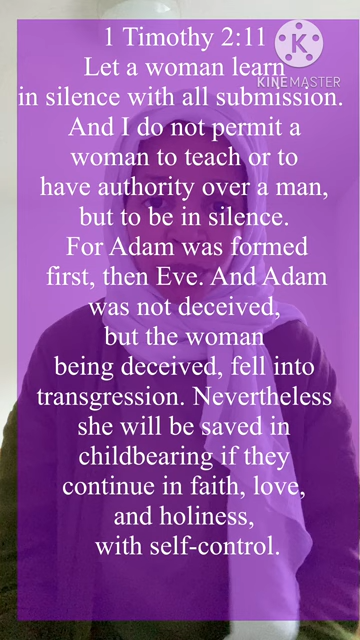 1 Timothy 2:11
Let a woman learn
in silence with all submission.
And I do not permit a
woman to teach or to
have authority over a man,
but to be in silence.
For Adam was formed
first, then Eve. And Adam
was not deceived,
but the woman
being deceived, fell into
transgression. Nevertheless
she will be saved in
childbearing if they
continue in faith, love,
and holiness,
with self-control.
K
KINEMASTER